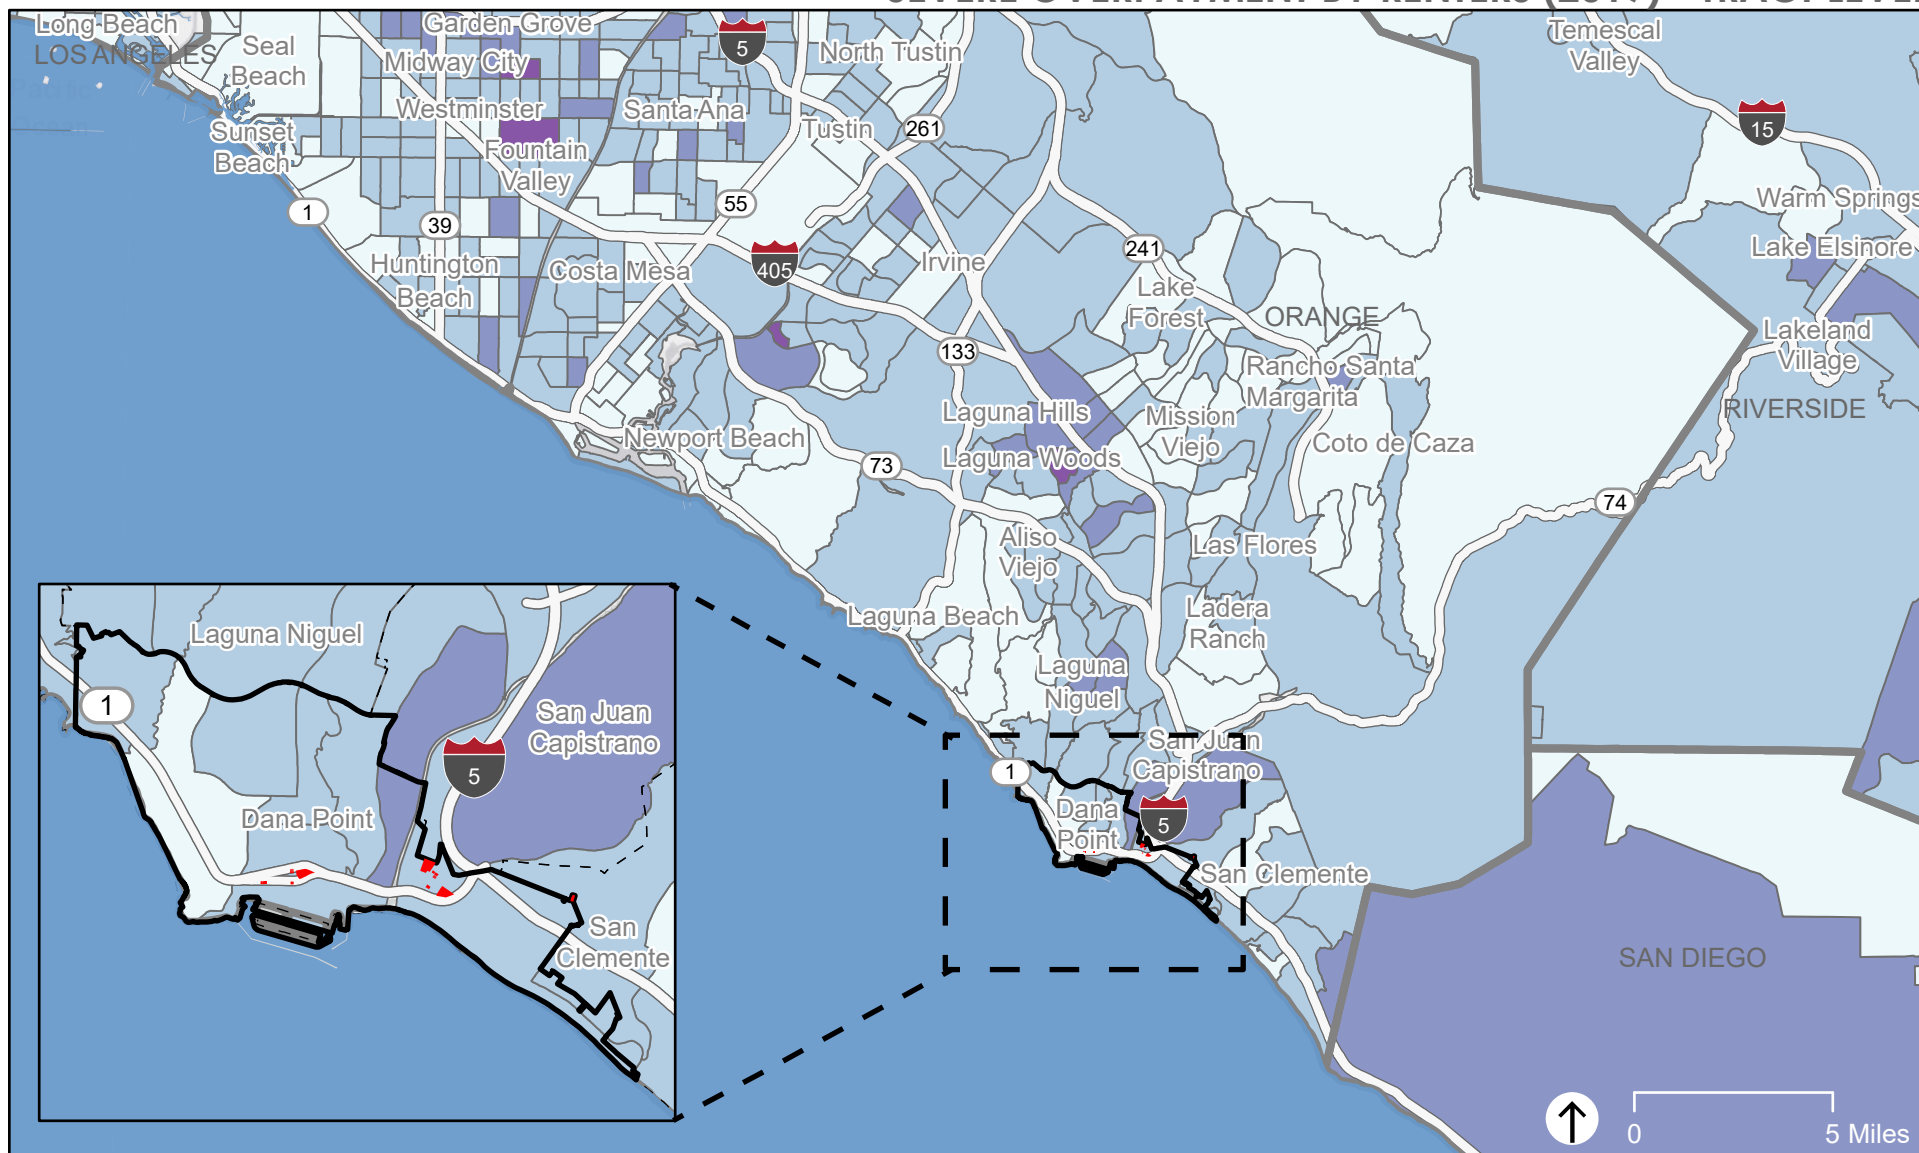 Long Beach
LOS ANGELES
Seal
Beach
Garden Grove
Midway City
Westminster
Santa Ana
North Tustin
Tustin
Temescal
Valley
Pacific
Ocean
Sunset
Beach
Fountain
Valley
5
261
15
1
39
55
405
241
Warm Springs
Lake Elsinore
Huntington
Beach
Costa Mesa
Irvine
Lake
Forest
ORANGE
Lakeland
Village
133
Rancho Santa
Margarita
RIVERSIDE
Laguna Hills
Mission
Viejo
Newport Beach
Laguna Woods
Coto de Caza
73
74
Aliso
Viejo
Las Flores
Laguna Beach
Ladera
Ranch
Laguna
Niguel
San Juan
Capistrano
1
Dana
Point
5
San Clemente
SAN DIEGO
Laguna Niguel
1
San Juan
Capistrano
5
Dana Point
San
Clemente
0
5 Miles